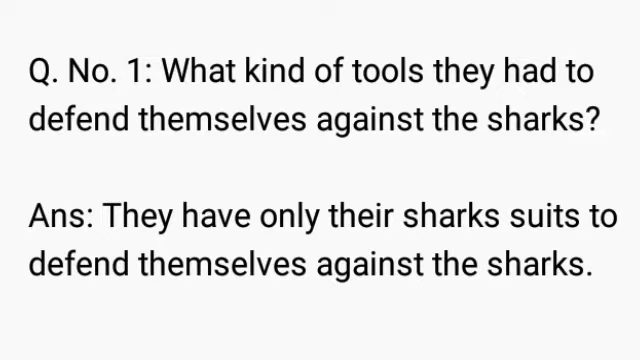 Q. No. 1: What kind of tools they had to
defend themselves against the sharks?
Ans: They have only their sharks suits to
defend themselves against the sharks.